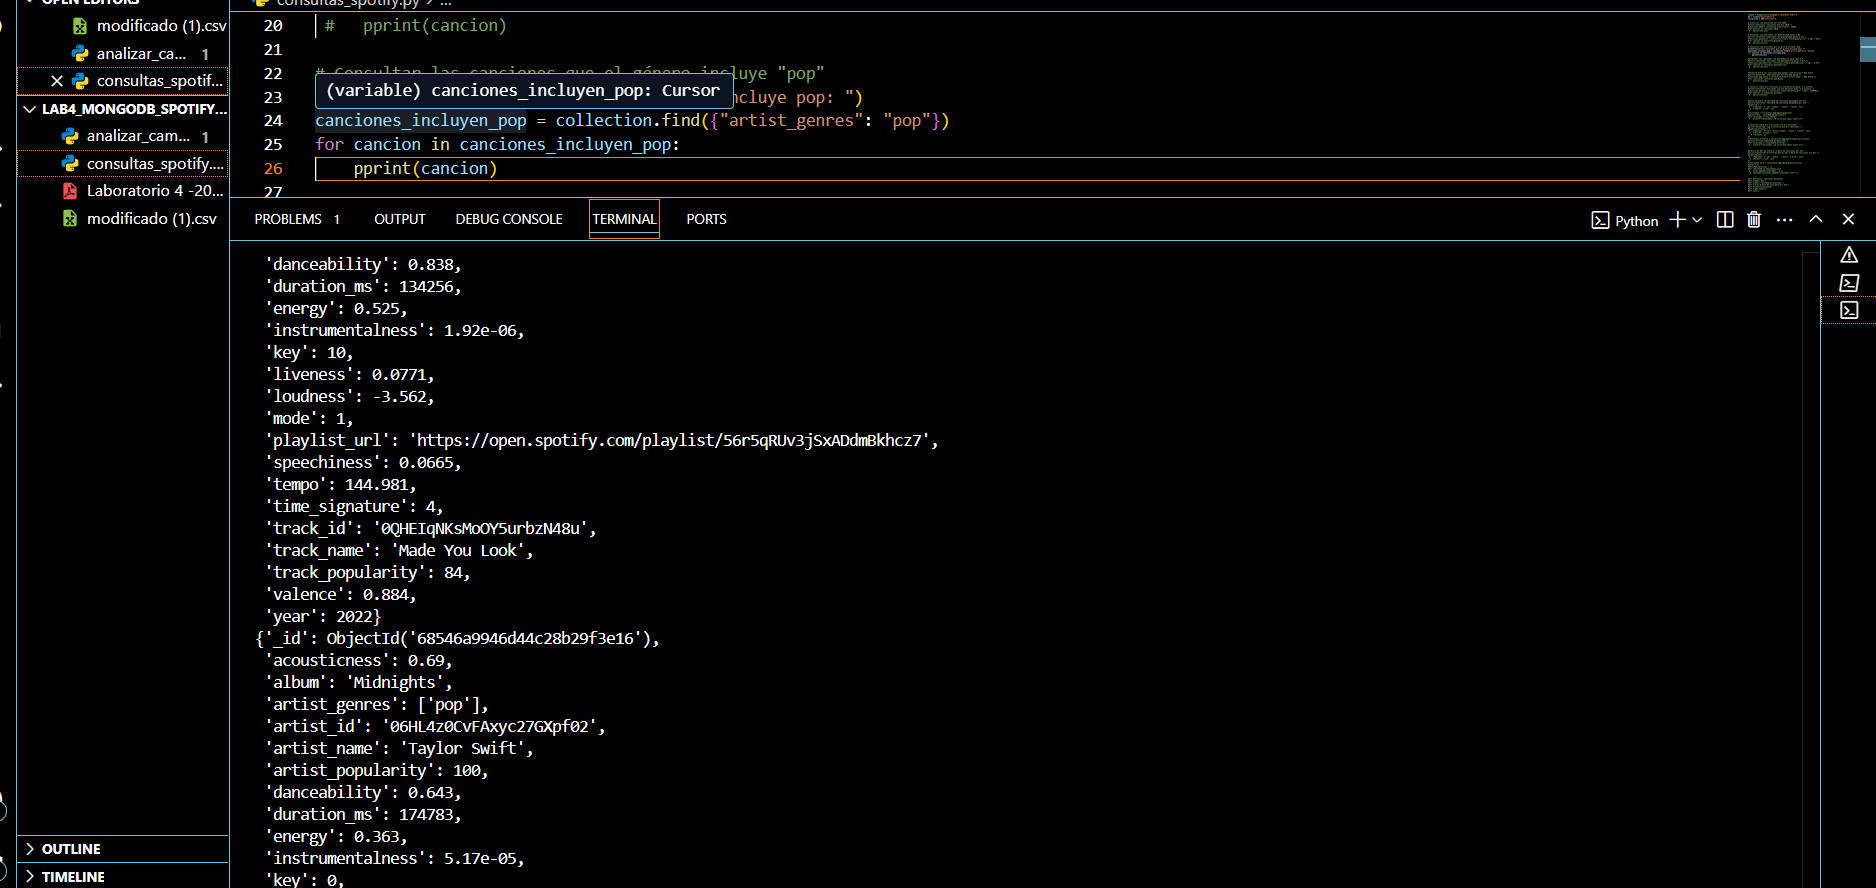 OPEN EDITORS
modificado (1).csv
analizar_ca... 1
consultas_spotif...
LAB4_MONGODB_SPOTIFY...
analizar_cam... 1
consultas_spotify....
Laboratorio 4 -20...
modificado (1).csv
OUTLINE
TIMELINE
consultas_spotify.py > ...
20 # pprint(cancion)
21
22 # Consultan las canciones que el género incluye "pop"
(variable) canciones_incluyen_pop: Cursor
23 ncluye pop: ")
24 canciones_incluyen_pop = collection.find({"artist_genres": "pop"})
25 for cancion in canciones_incluyen_pop:
26 pprint(cancion)
27
PROBLEMS 1 OUTPUT DEBUG CONSOLE TERMINAL PORTS
Python
'danceability': 0.838,
'duration_ms': 134256,
'energy': 0.525,
'instrumentalness': 1.92e-06,
'key': 10,
'liveness': 0.0771,
'loudness': -3.562,
'mode': 1,
'playlist_url': 'https://open.spotify.com/playlist/56r5qRUv3jSxADdmBkhcz7',
'speechiness': 0.0665,
'tempo': 144.981,
'time_signature': 4,
'track_id': '0QHEIqNKsMoOY5urbzN48u',
'track_name': 'Made You Look',
'track_popularity': 84,
'valence': 0.884,
'year': 2022}
{'_id': ObjectId('68546a9946d44c28b29f3e16'),
'acousticness': 0.69,
'album': 'Midnights',
'artist_genres': ['pop'],
'artist_id': '06HL4z0CvFAxyc27GXpf02',
'artist_name': 'Taylor Swift',
'artist_popularity': 100,
'danceability': 0.643,
'duration_ms': 174783,
'energy': 0.363,
'instrumentalness': 5.17e-05,
'key': 0,